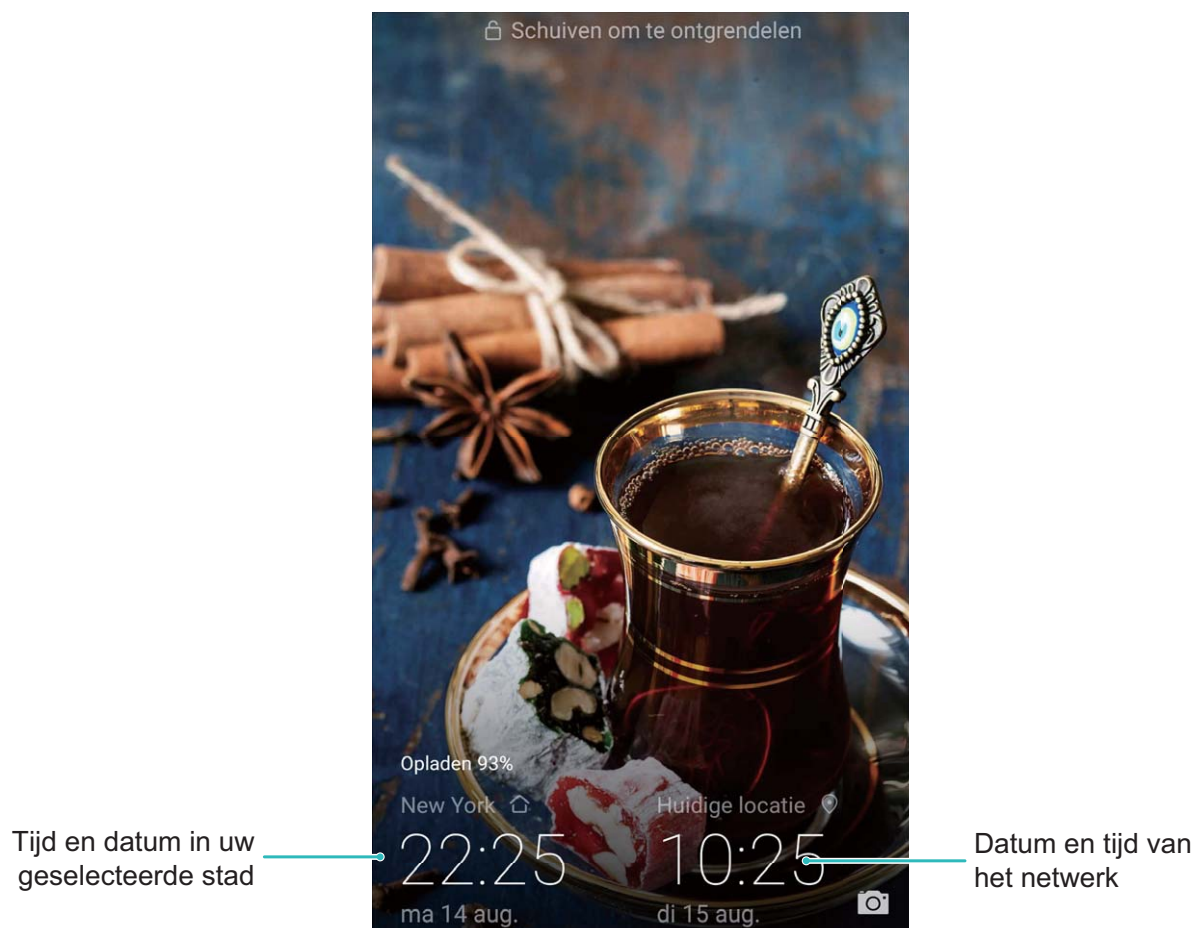 Schuiven om te ontgrendelen
Opladen 93%
New York
Huidige locatie
22:25
10:25
ma 14 aug.
di 15 aug.
Tijd en datum in uw
geselecteerde stad
Datum en tijd van
het netwerk